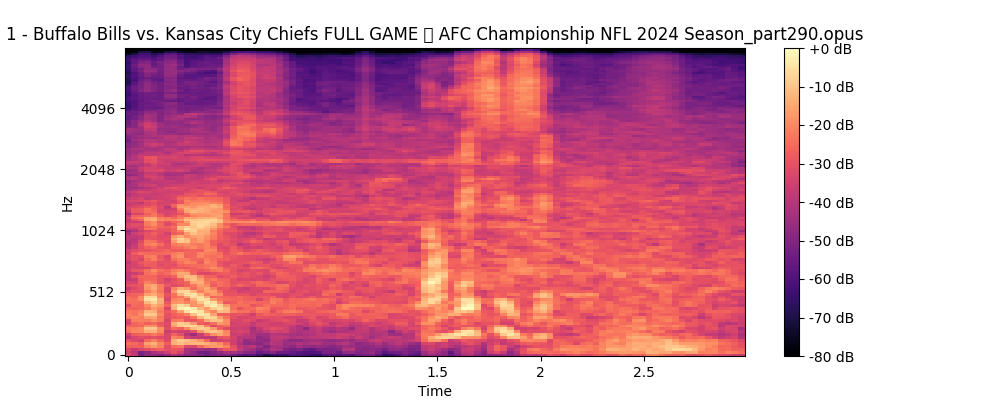 1 - Buffalo Bills vs. Kansas City Chiefs FULL GAME ▯ AFC Championship NFL 2024 Season_part290.opus
+0 dB
-10 dB
-20 dB
-30 dB
-40 dB
-50 dB
-60 dB
-70 dB
-80 dB
4096
2048
1024
512
0
Hz
0
0.5
1
1.5
2
2.5
Time